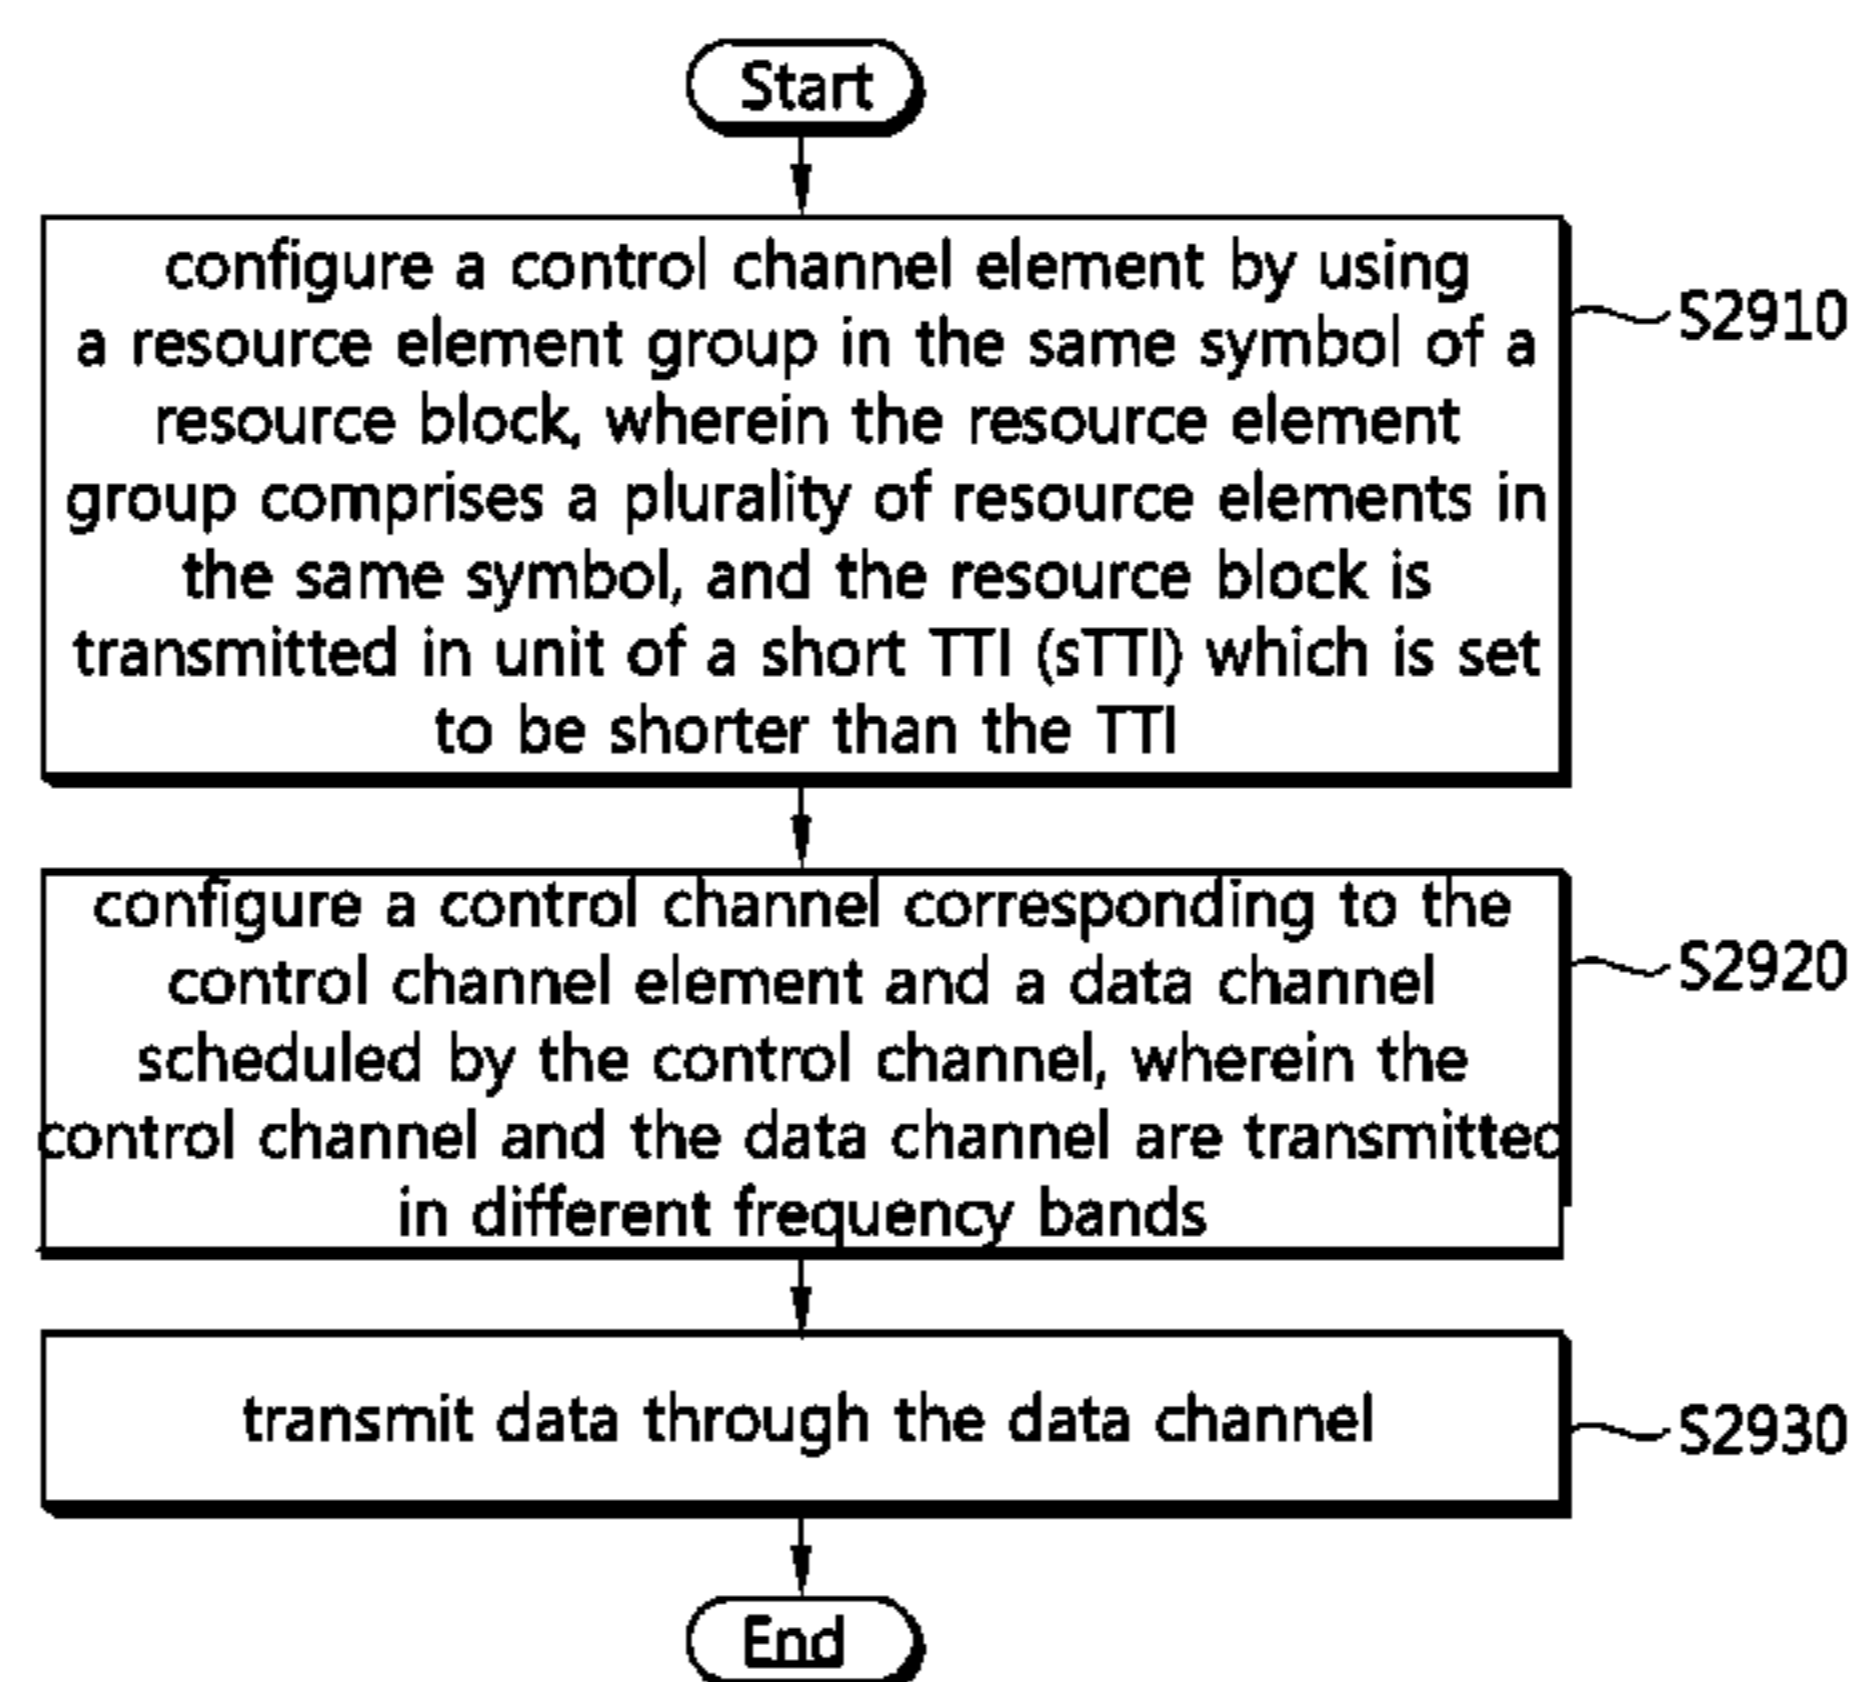 Start
configure a control channel element by using
a resource element group in the same symbol of a
resource block, wherein the resource element
group comprises a plurality of resource elements in
the same symbol, and the resource block is
transmitted in unit of a short TTI (sTTI) which is set
to be shorter than the TTI
S2910
configure a control channel corresponding to the
control channel element and a data channel
scheduled by the control channel, wherein the
control channel and the data channel are transmitted
in different frequency bands
S2920
transmit data through the data channel
S2930
End